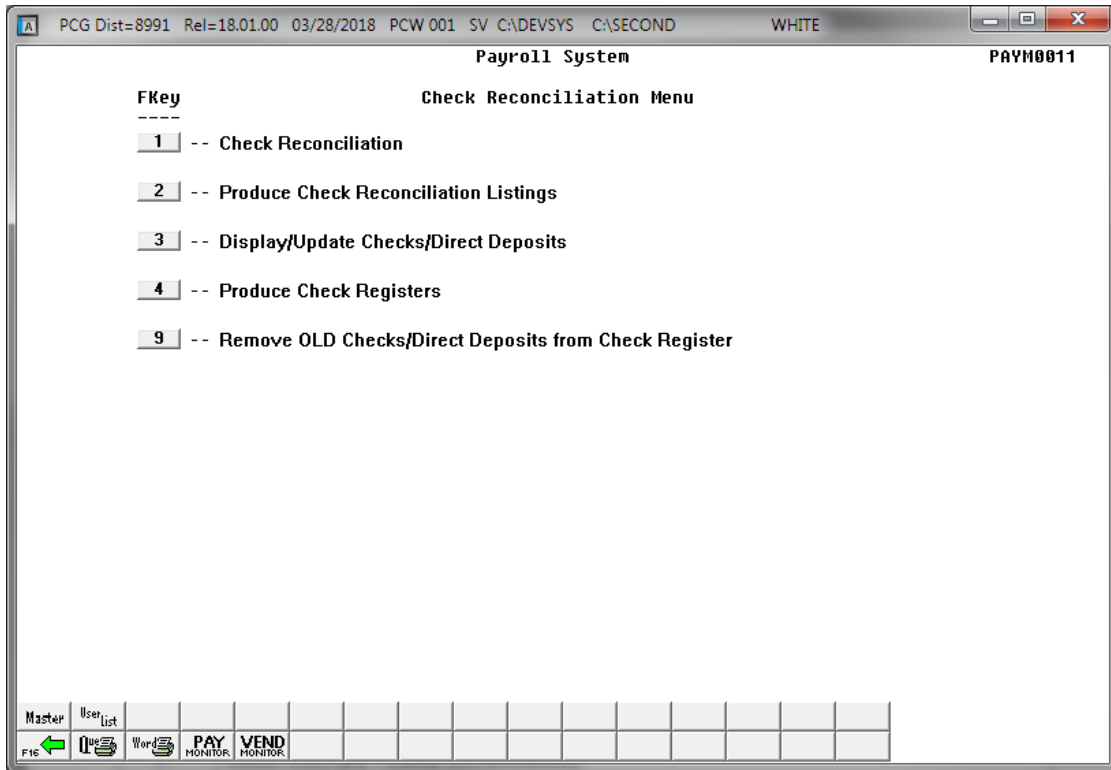 A PCG Dist=8991 Rel=18.01.00 03/28/2018 PCW 001 SV C:\DEVSYS C:\SECOND WHITE
Payroll System PAYM0011
FKey Check Reconciliation Menu
----
1 -- Check Reconciliation
2 -- Produce Check Reconciliation Listings
3 -- Display/Update Checks/Direct Deposits
4 -- Produce Check Registers
9 -- Remove OLD Checks/Direct Deposits from Check Register
Master User List
F16 Que Word PAY MONITOR VEND MONITOR